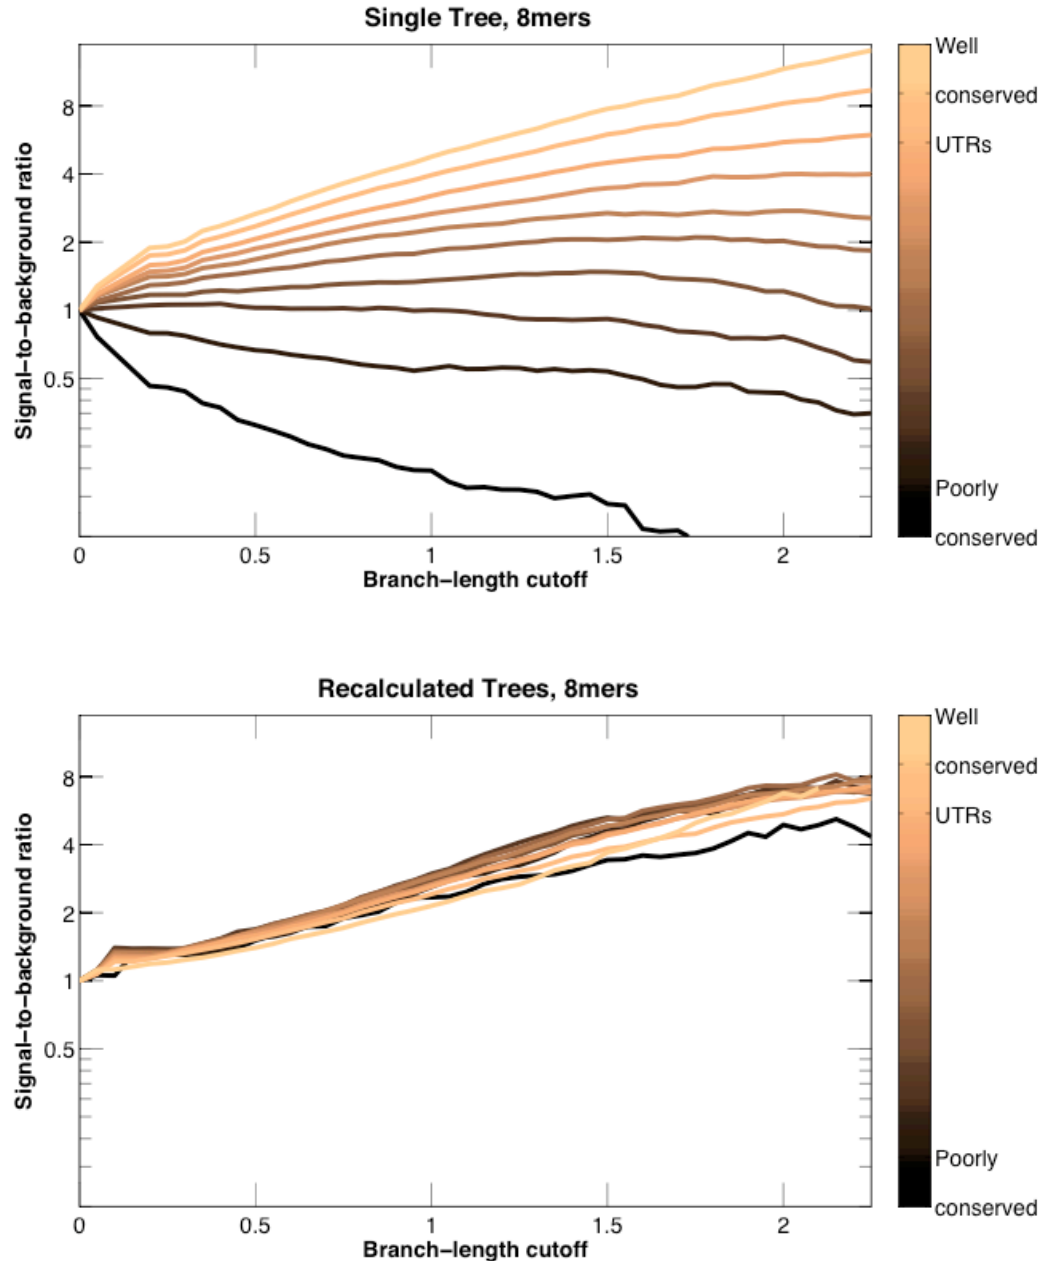 Single Tree, 8mers
Signal-to-background ratio
8
4
2
1
0.5
0 0.5 1 1.5 2
Branch-length cutoff
Well
conserved
UTRs
Poorly
conserved
Recalculated Trees, 8mers
Signal-to-background ratio
8
4
2
1
0.5
0 0.5 1 1.5 2
Branch-length cutoff
Well
conserved
UTRs
Poorly
conserved